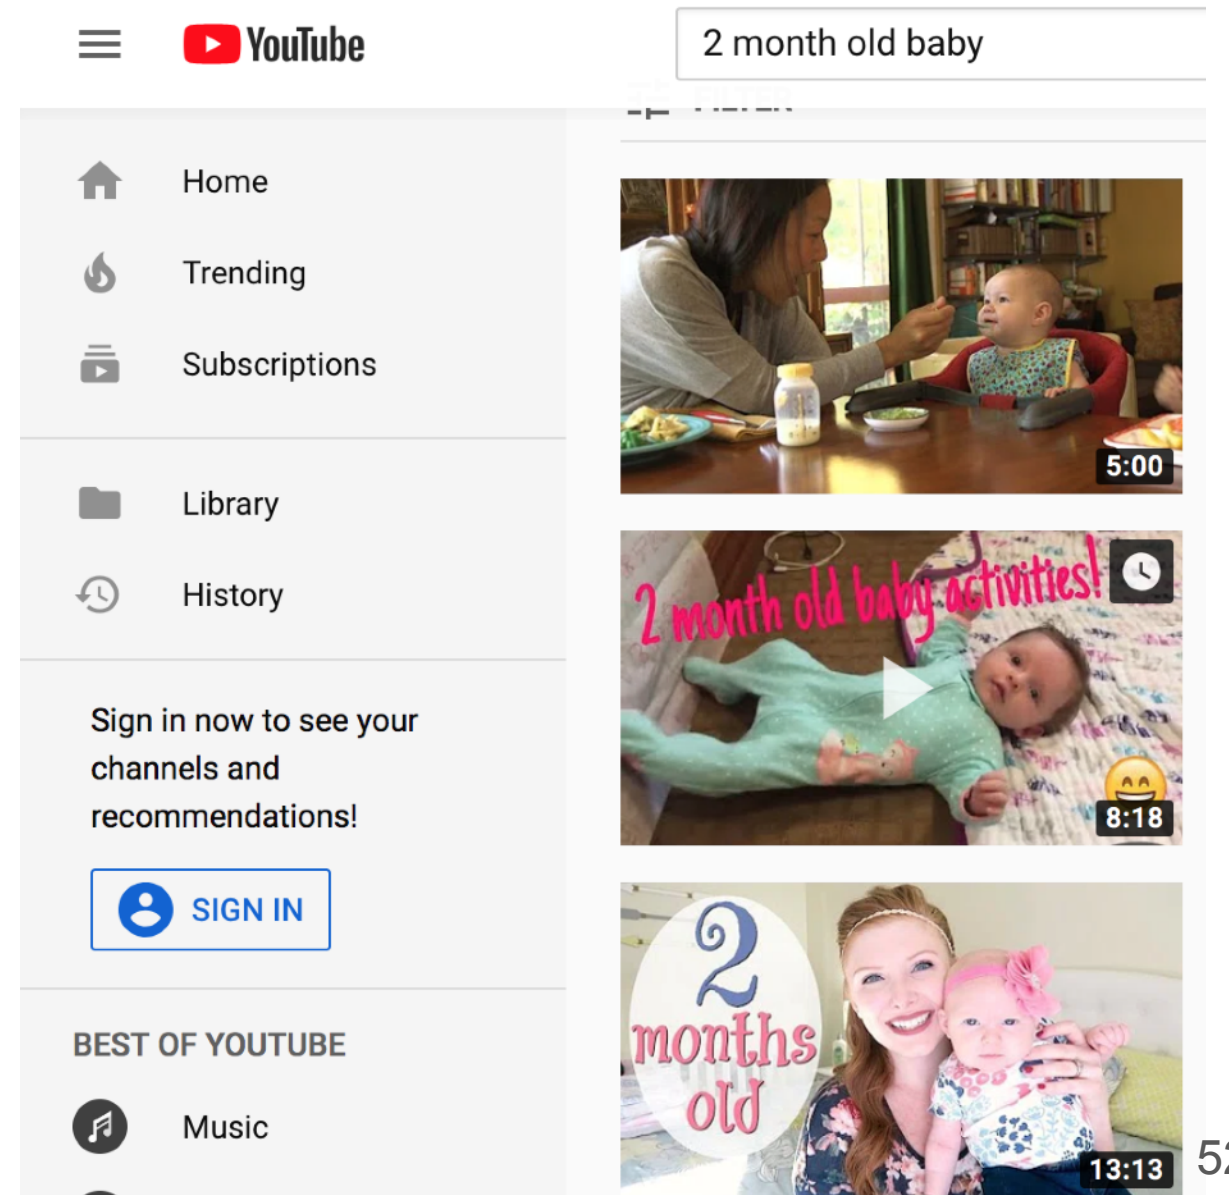 YouTube
2 month old baby
FILTER
Home
Trending
Subscriptions
Library
History
Sign in now to see your
channels and
recommendations!
SIGN IN
BEST OF YOUTUBE
Music
5:00
2 month old baby activities!
8:18
2
months
old
13:13